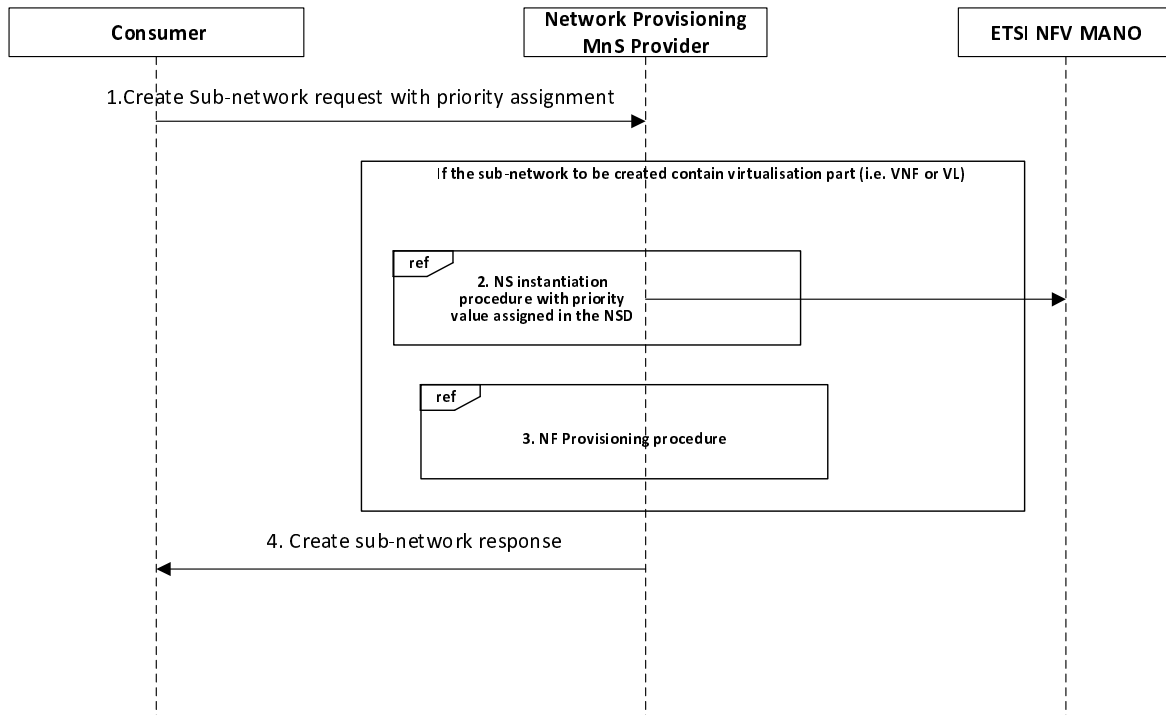 Consumer
Network Provisioning
MnS Provider
ETSI NFV MANO
1.Create Sub-network request with priority assignment
If the sub-network to be created contain virtualisation part (i.e. VNF or VL)
ref
2. NS instantiation
procedure with priority
value assigned in the NSD
ref
3. NF Provisioning procedure
4. Create sub-network response